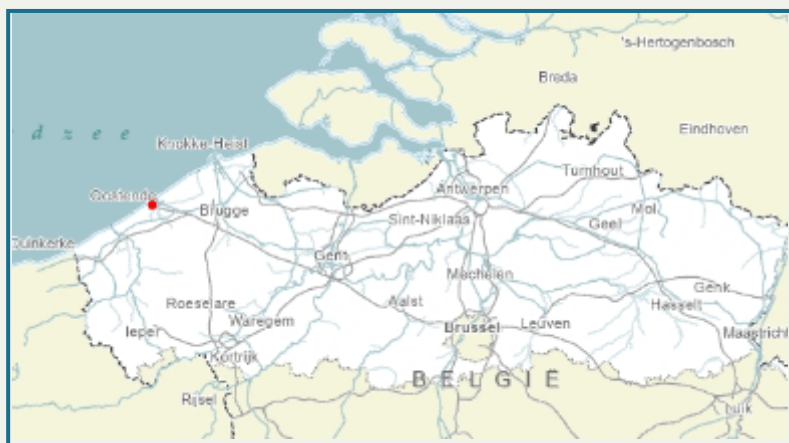 's-Hertogenbosch
Breda
Eindhoven
d z e e
Knokke-Heist
Turnhout
Antwerpen
Oostende
Brugge
Sint-Niklaas
Geel
Mol
Duinkerke
Gent
Mechelen
Genk
Roeselare
Aalst
Hasselt
Waregem
Ieper
Brussel
Leuven
Maastricht
Kortrijk
BELGIË
Rijsel
Luik